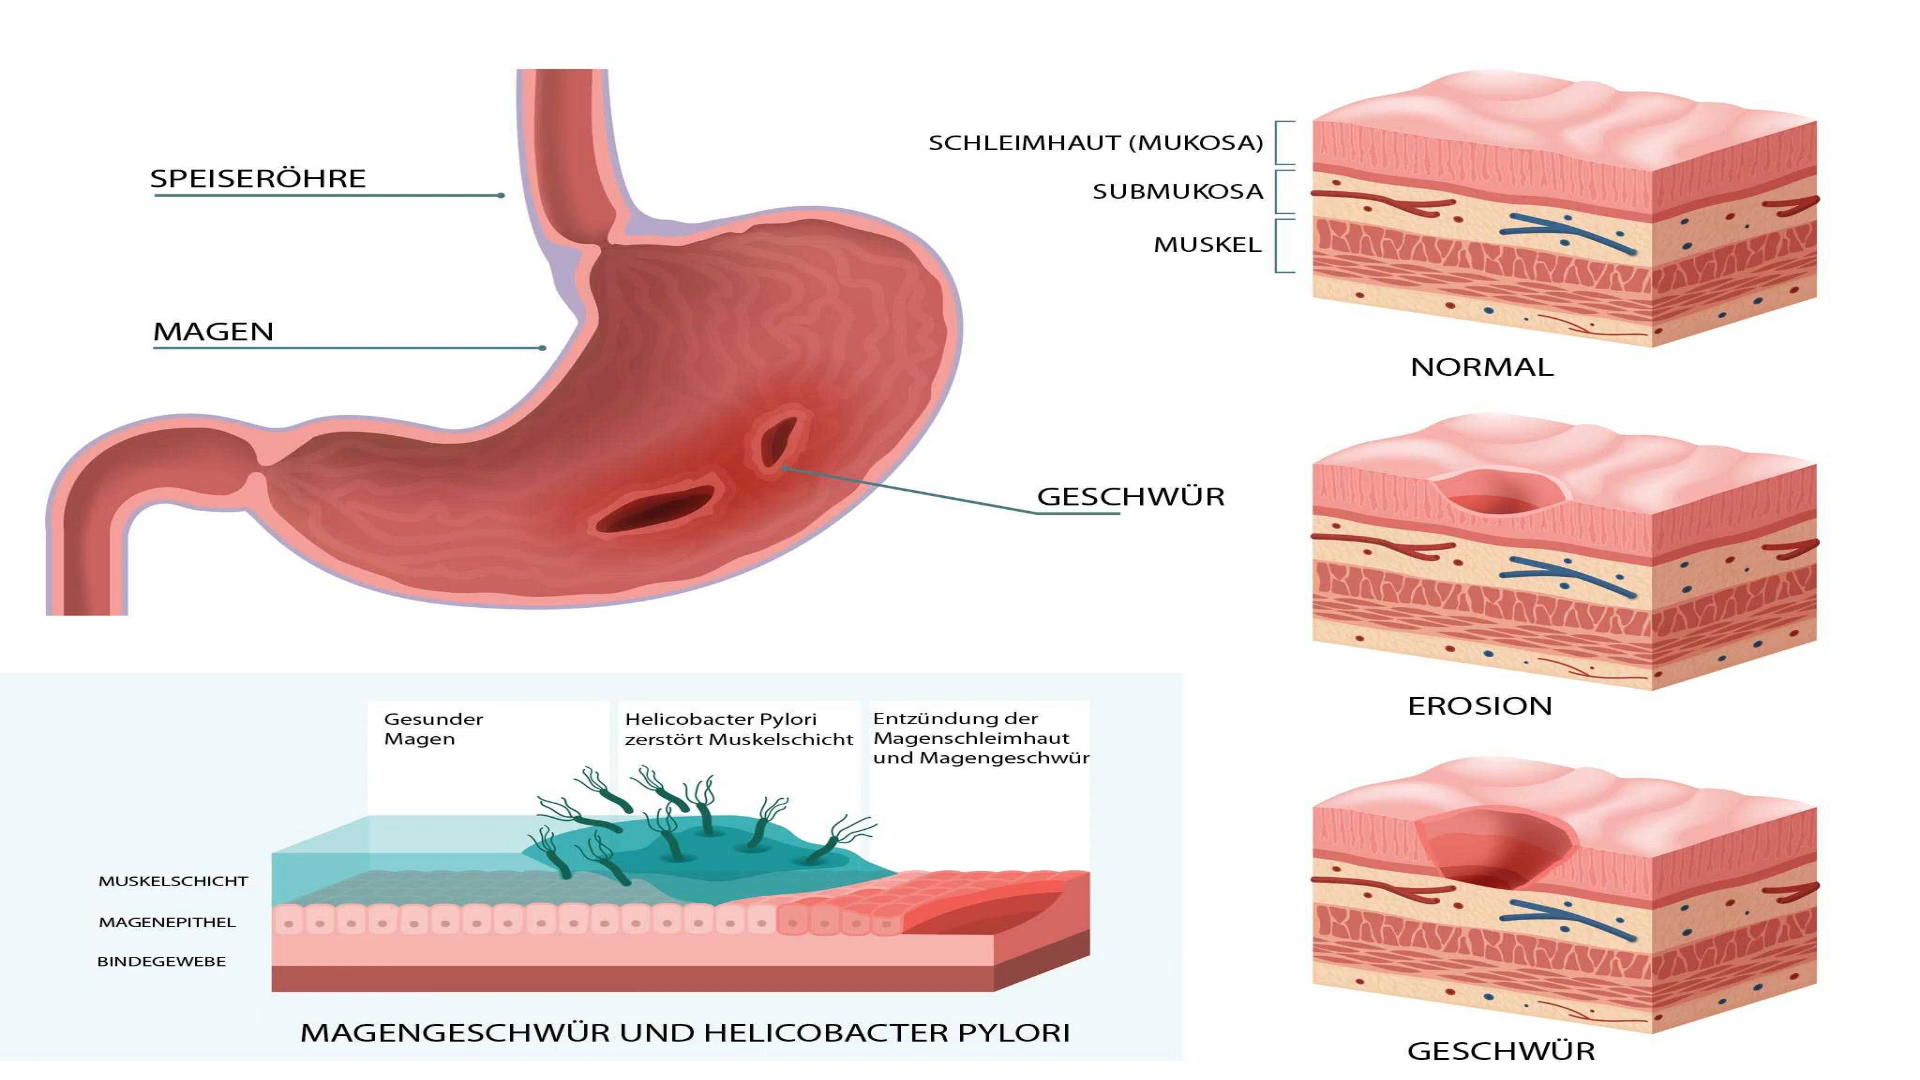 SPEISERÖHRE
MAGEN
GESCHWÜR
SCHLEIMHAUT (MUKOSA)
SUBMUKOSA
MUSKEL
NORMAL
EROSION
GESCHWÜR
Gesunder
Magen
Helicobacter Pylori
zerstört Muskelschicht
Entzündung der
Magenschleimhaut
und Magengeschwür
MUSKELSCHICHT
MAGENEPITHEL
BINDEGEWEBE
MAGENGESCHWÜR UND HELICOBACTER PYLORI